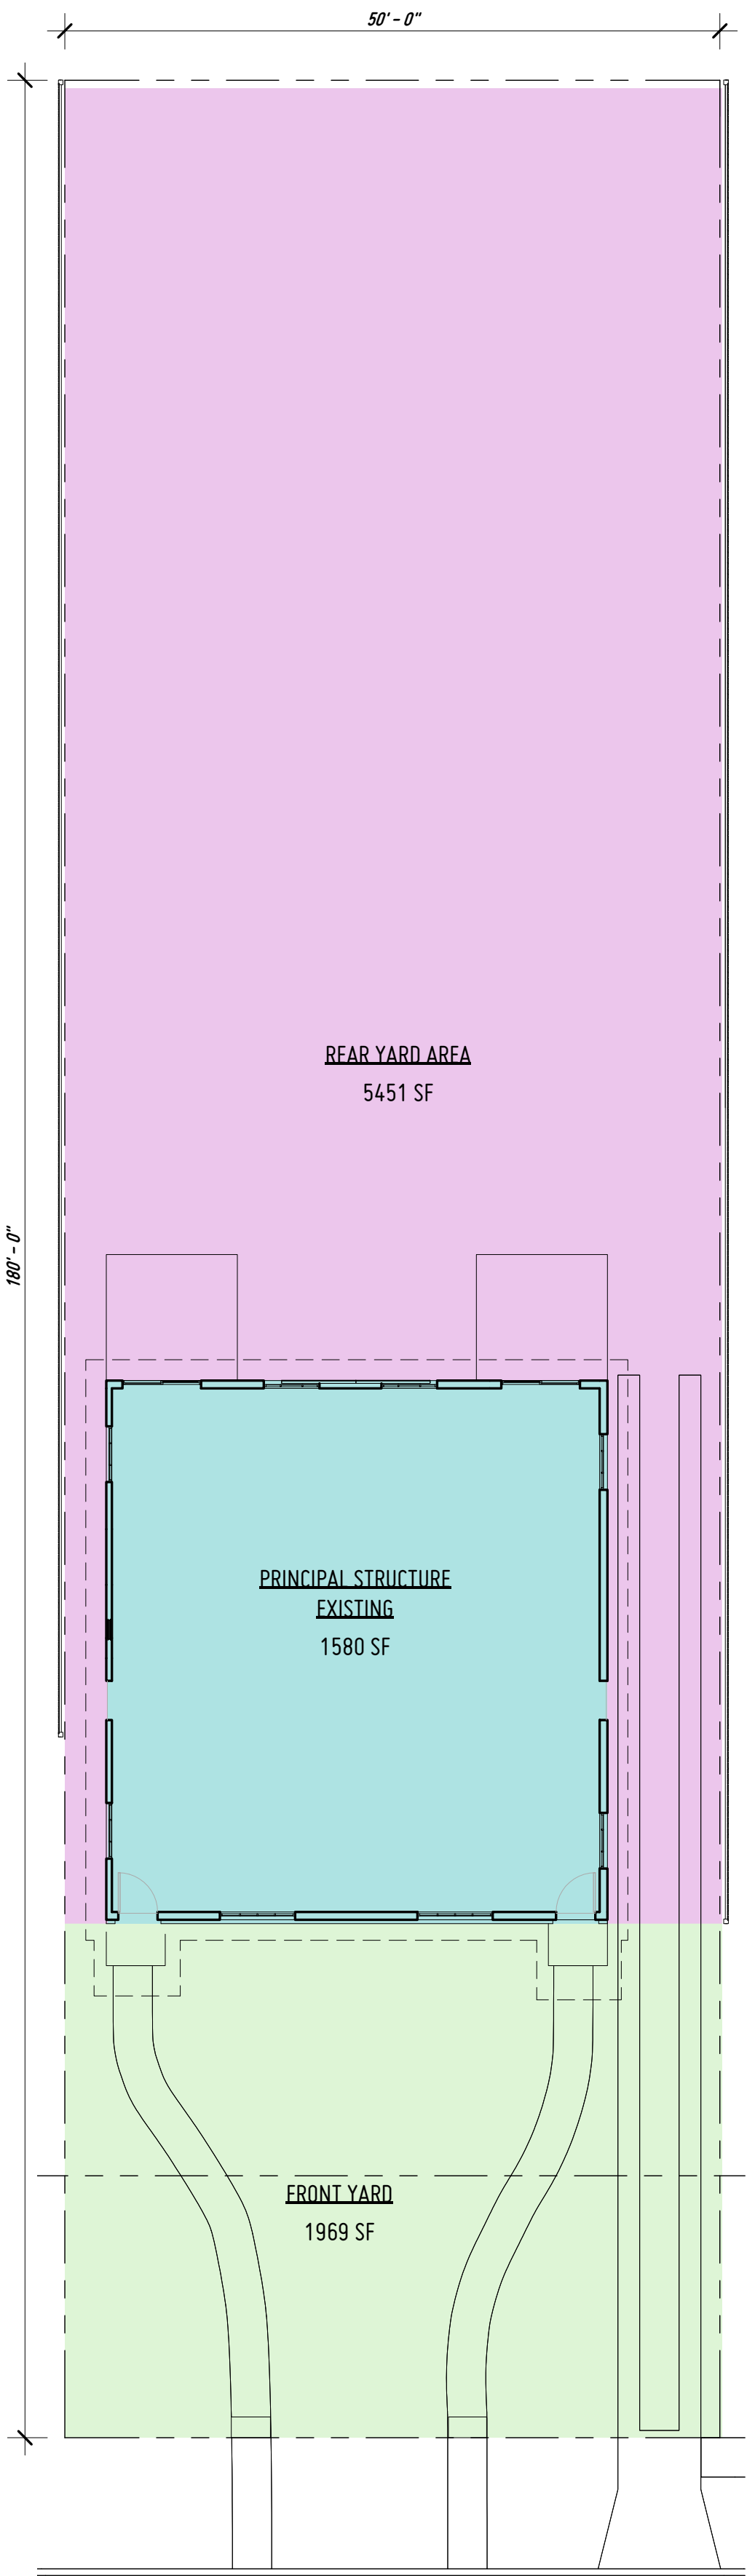 50' - 0"
REAR YARD AREA
5451 SF
180' - 0"
PRINCIPAL STRUCTURE
EXISTING
1580 SF
FRONT YARD
1969 SF